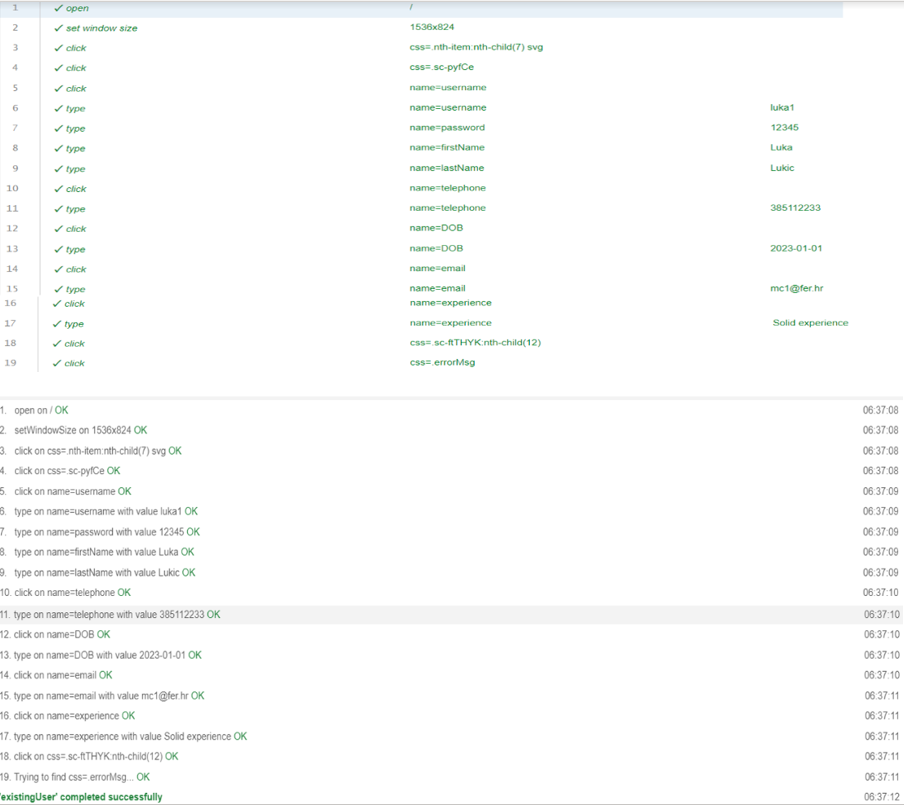 1 ✓ open /
2 ✓ set window size 1536x824
3 ✓ click css=.nth-item:nth-child(7) svg
4 ✓ click css=.sc-pyfCe
5 ✓ click name=username
6 ✓ type name=username luka1
7 ✓ type name=password 12345
8 ✓ type name=firstName Luka
9 ✓ type name=lastName Lukic
10 ✓ click name=telephone
11 ✓ type name=telephone 385112233
12 ✓ click name=DOB
13 ✓ type name=DOB 2023-01-01
14 ✓ click name=email
15 ✓ type name=email mc1@fer.hr
16 ✓ click name=experience
17 ✓ type name=experience Solid experience
18 ✓ click css=.sc-ftTHYK:nth-child(12)
19 ✓ click css=.errorMsg
1. open on / OK 06:37:08
2. setWindowSize on 1536x824 OK 06:37:08
3. click on css=.nth-item:nth-child(7) svg OK 06:37:08
4. click on css=.sc-pyfCe OK 06:37:08
5. click on name=username OK 06:37:09
6. type on name=username with value luka1 OK 06:37:09
7. type on name=password with value 12345 OK 06:37:09
8. type on name=firstName with value Luka OK 06:37:09
9. type on name=lastName with value Lukic OK 06:37:09
10. click on name=telephone OK 06:37:10
11. type on name=telephone with value 385112233 OK 06:37:10
12. click on name=DOB OK 06:37:10
13. type on name=DOB with value 2023-01-01 OK 06:37:10
14. click on name=email OK 06:37:10
15. type on name=email with value mc1@fer.hr OK 06:37:11
16. click on name=experience OK 06:37:11
17. type on name=experience with value Solid experience OK 06:37:11
18. click on css=.sc-ftTHYK:nth-child(12) OK 06:37:11
19. Trying to find css=.errorMsg... OK 06:37:11
'existingUser' completed successfully 06:37:12